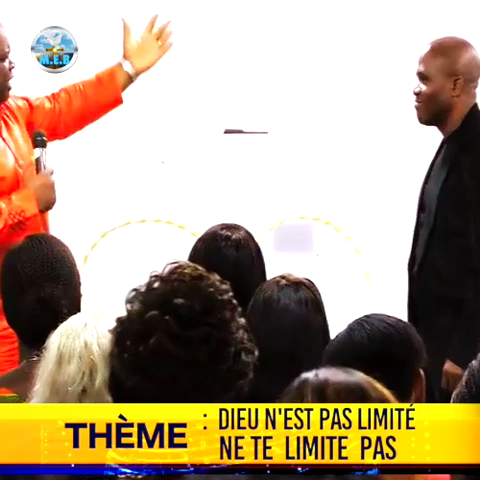 M.E.B
THÈME : DIEU N'EST PAS LIMITÉ
NE TE LIMITE PAS